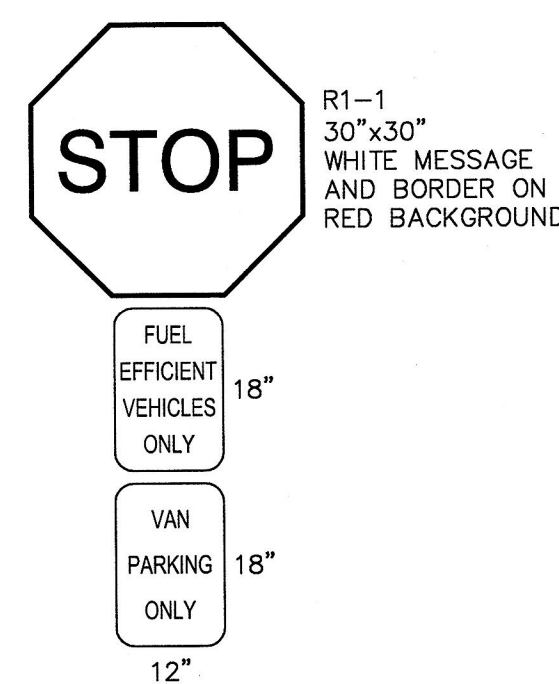 STOP
R1-1
30"x30"
WHITE MESSAGE
AND BORDER ON
RED BACKGROUND
FUEL
EFFICIENT
VEHICLES
ONLY
18"
VAN
PARKING
ONLY
18"
12"